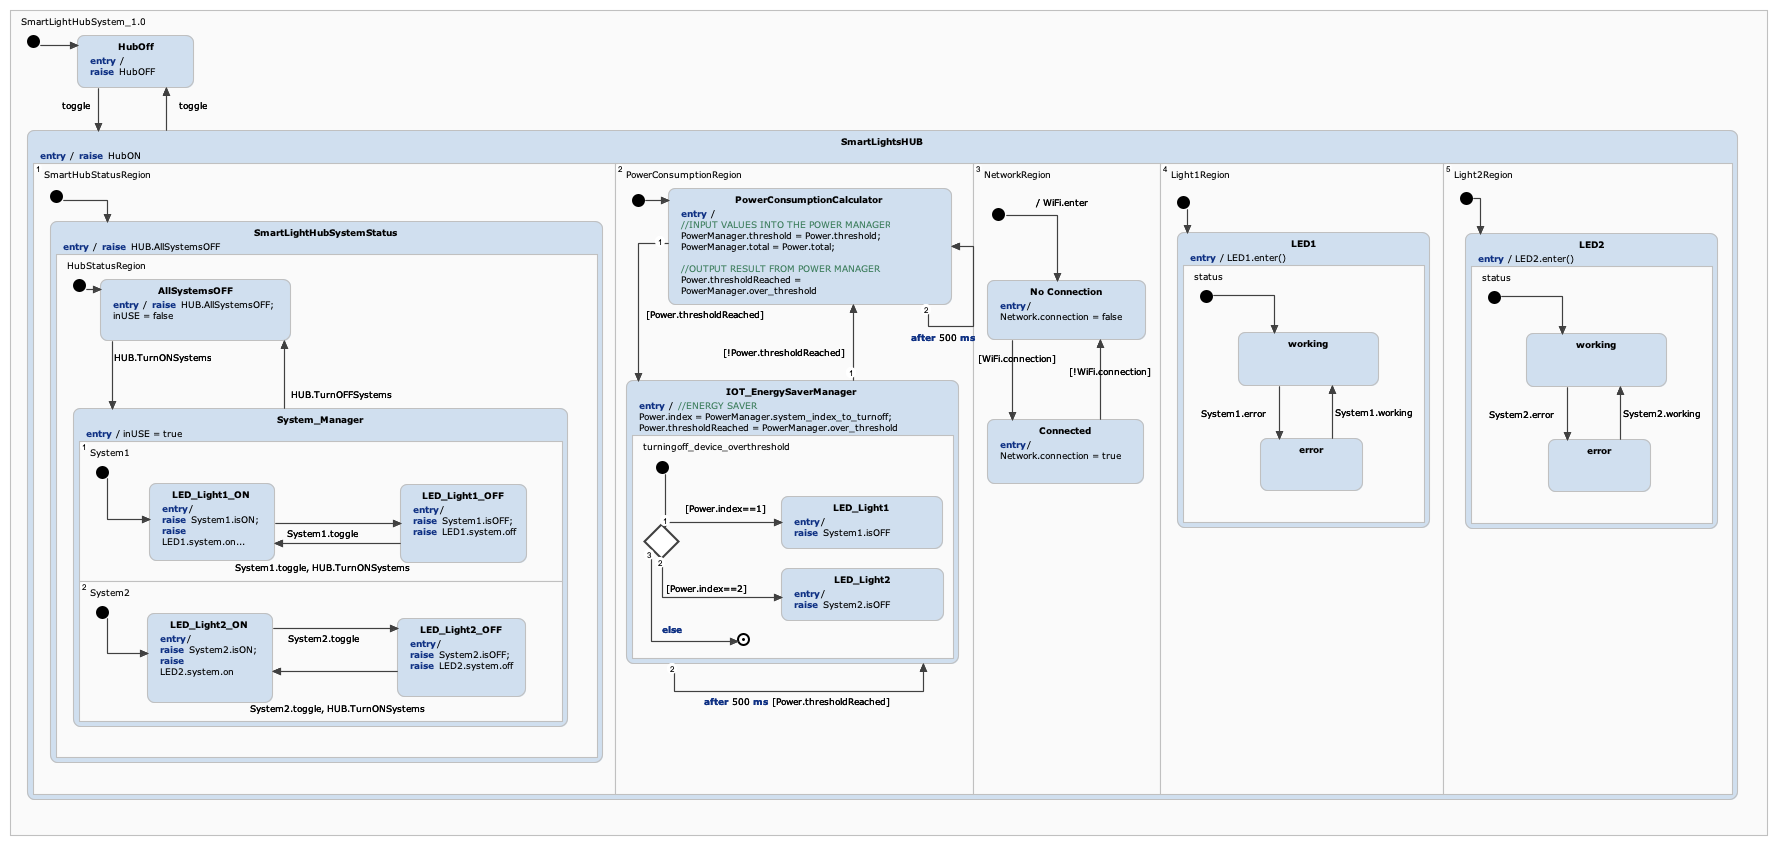 SmartLightHubSystem_1.0
HubOff
entry /
raise HubOFF
toggle
toggle
SmartLightsHUB
entry / raise HubON
1
SmartHubStatusRegion
SmartLightHubSystemStatus
entry / raise HUB.AllSystemsOFF
HubStatusRegion
AllSystemsOFF
entry / raise HUB.AllSystemsOFF;
inUSE = false
HUB.TurnONSystems
HUB.TurnOFFSystems
System_Manager
entry / inUSE = true
1
System1
LED_Light1_ON
entry/
raise System1.isON;
raise
LED1.system.on...
LED_Light1_OFF
entry/
raise System1.isOFF;
raise LED1.system.off
System1.toggle
System1.toggle, HUB.TurnONSystems
2
System2
LED_Light2_ON
entry/
raise System2.isON;
raise
LED2.system.on
LED_Light2_OFF
entry/
raise System2.isOFF;
raise LED2.system.off
System2.toggle
System2.toggle, HUB.TurnONSystems
2
PowerConsumptionRegion
PowerConsumptionCalculator
entry /
//INPUT VALUES INTO THE POWER MANAGER
PowerManager.threshold = Power.threshold;
PowerManager.total = Power.total;
//OUTPUT RESULT FROM POWER MANAGER
Power.thresholdReached =
PowerManager.over_threshold
1
[Power.thresholdReached]
2
after 500 ms
[!Power.thresholdReached]
1
IOT_EnergySaverManager
entry / //ENERGY SAVER
Power.index = PowerManager.system_index_to_turnoff;
Power.thresholdReached = PowerManager.over_threshold
turningoff_device_overthreshold
1
[Power.index==1]
LED_Light1
entry/
raise System1.isOFF
3
2
[Power.index==2]
LED_Light2
entry/
raise System2.isOFF
else
2
after 500 ms [Power.thresholdReached]
3
NetworkRegion
/ WiFi.enter
No Connection
entry/
Network.connection = false
[WiFi.connection]
[!WiFi.connection]
Connected
entry/
Network.connection = true
4
Light1Region
LED1
entry / LED1.enter()
status
working
System1.error
System1.working
error
5
Light2Region
LED2
entry / LED2.enter()
status
working
System2.error
System2.working
error